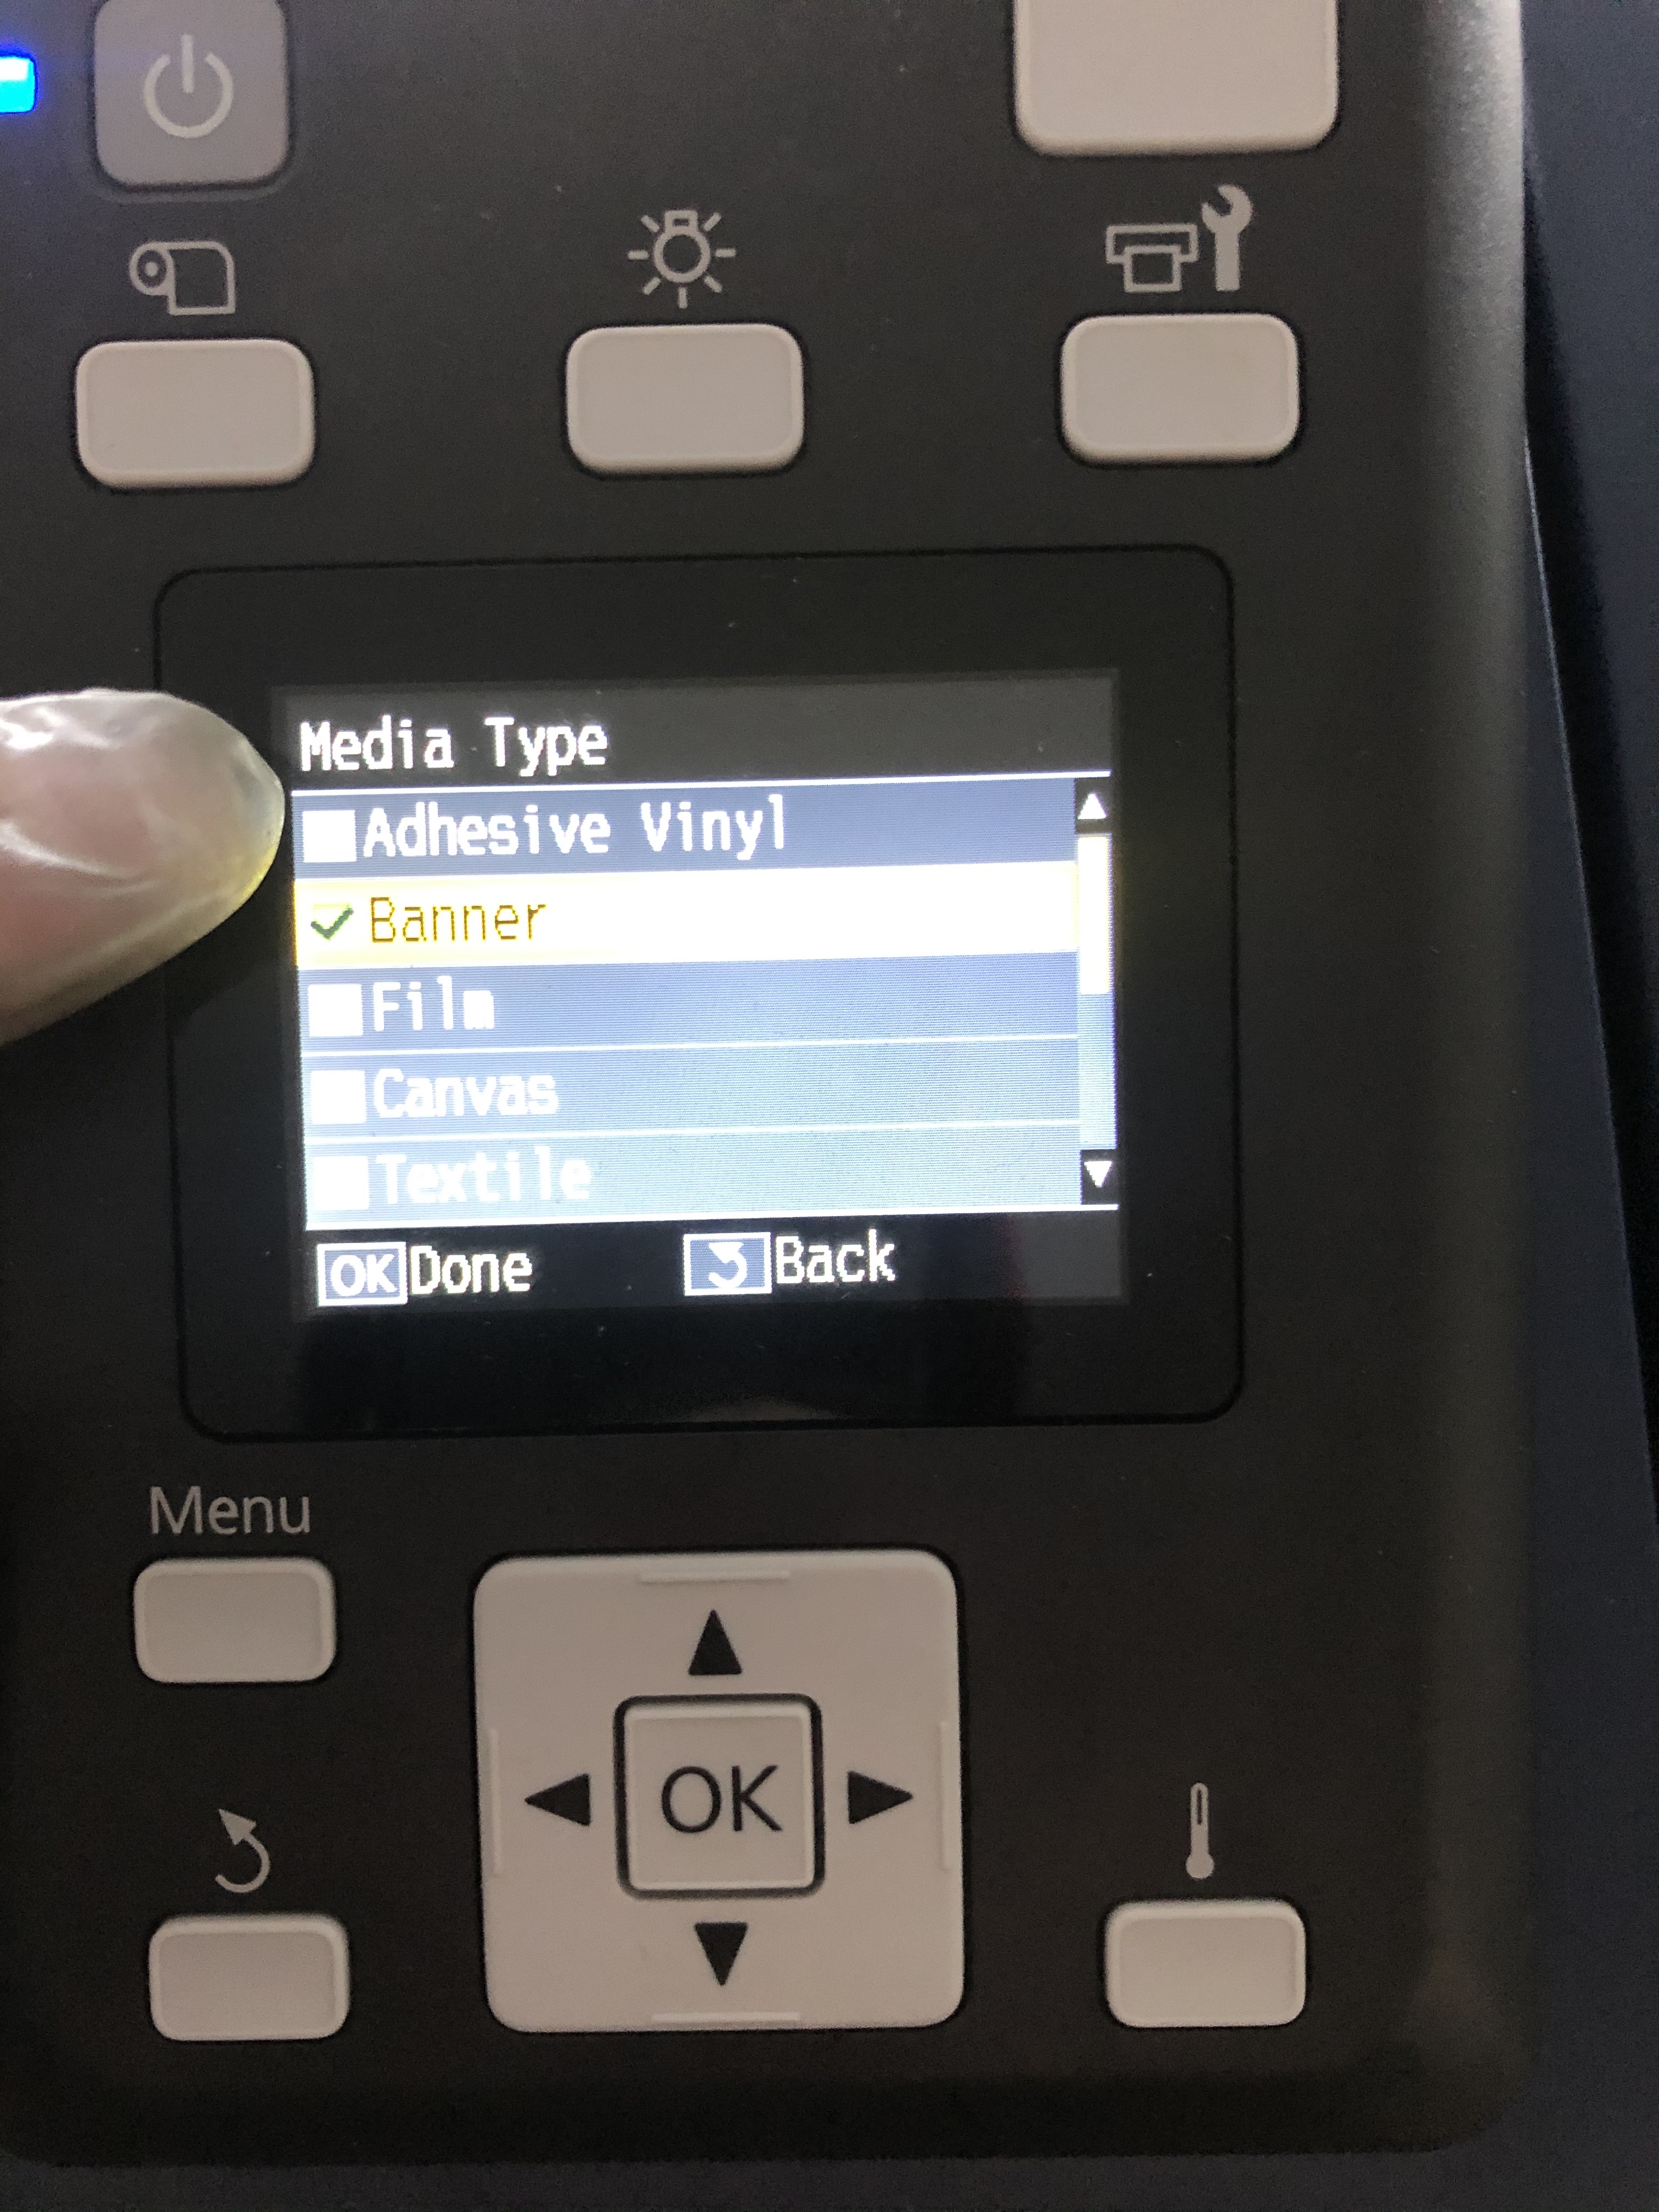 Media Type
Adhesive Vinyl
Banner
Film
Canvas
Textile
OK Done Back
Menu
OK